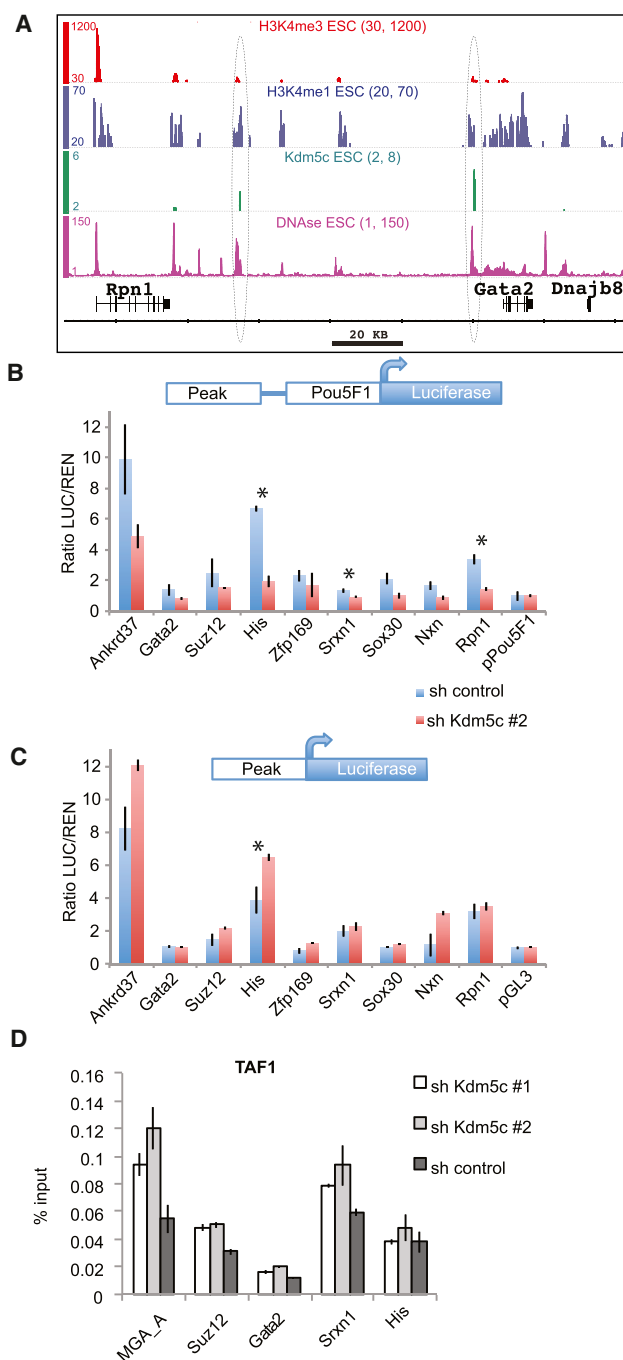 A
H3K4me3 ESC (30, 1200)
1200
30
H3K4me1 ESC (20, 70)
70
20
Kdm5c ESC (2, 8)
6
2
DNAse ESC (1, 150)
150
1
Rpn1
Gata2
Dnajb8
20 KB
B
Peak
Pou5F1
Luciferase
Ratio LUC/REN
12
10
8
6
4
2
0
*
*
*
Ankrd37
Gata2
Suz12
His
Zfp169
Srxn1
Sox30
Nxn
Rpn1
pPou5F1
sh control
sh Kdm5c #2
C
Peak
Luciferase
Ratio LUC/REN
12
10
8
6
4
2
0
*
Ankrd37
Gata2
Suz12
His
Zfp169
Srxn1
Sox30
Nxn
Rpn1
pGL3
D
TAF1
% input
0.16
0.14
0.12
0.1
0.08
0.06
0.04
0.02
0
sh Kdm5c #1
sh Kdm5c #2
sh control
MGA_A
Suz12
Gata2
Srxn1
His